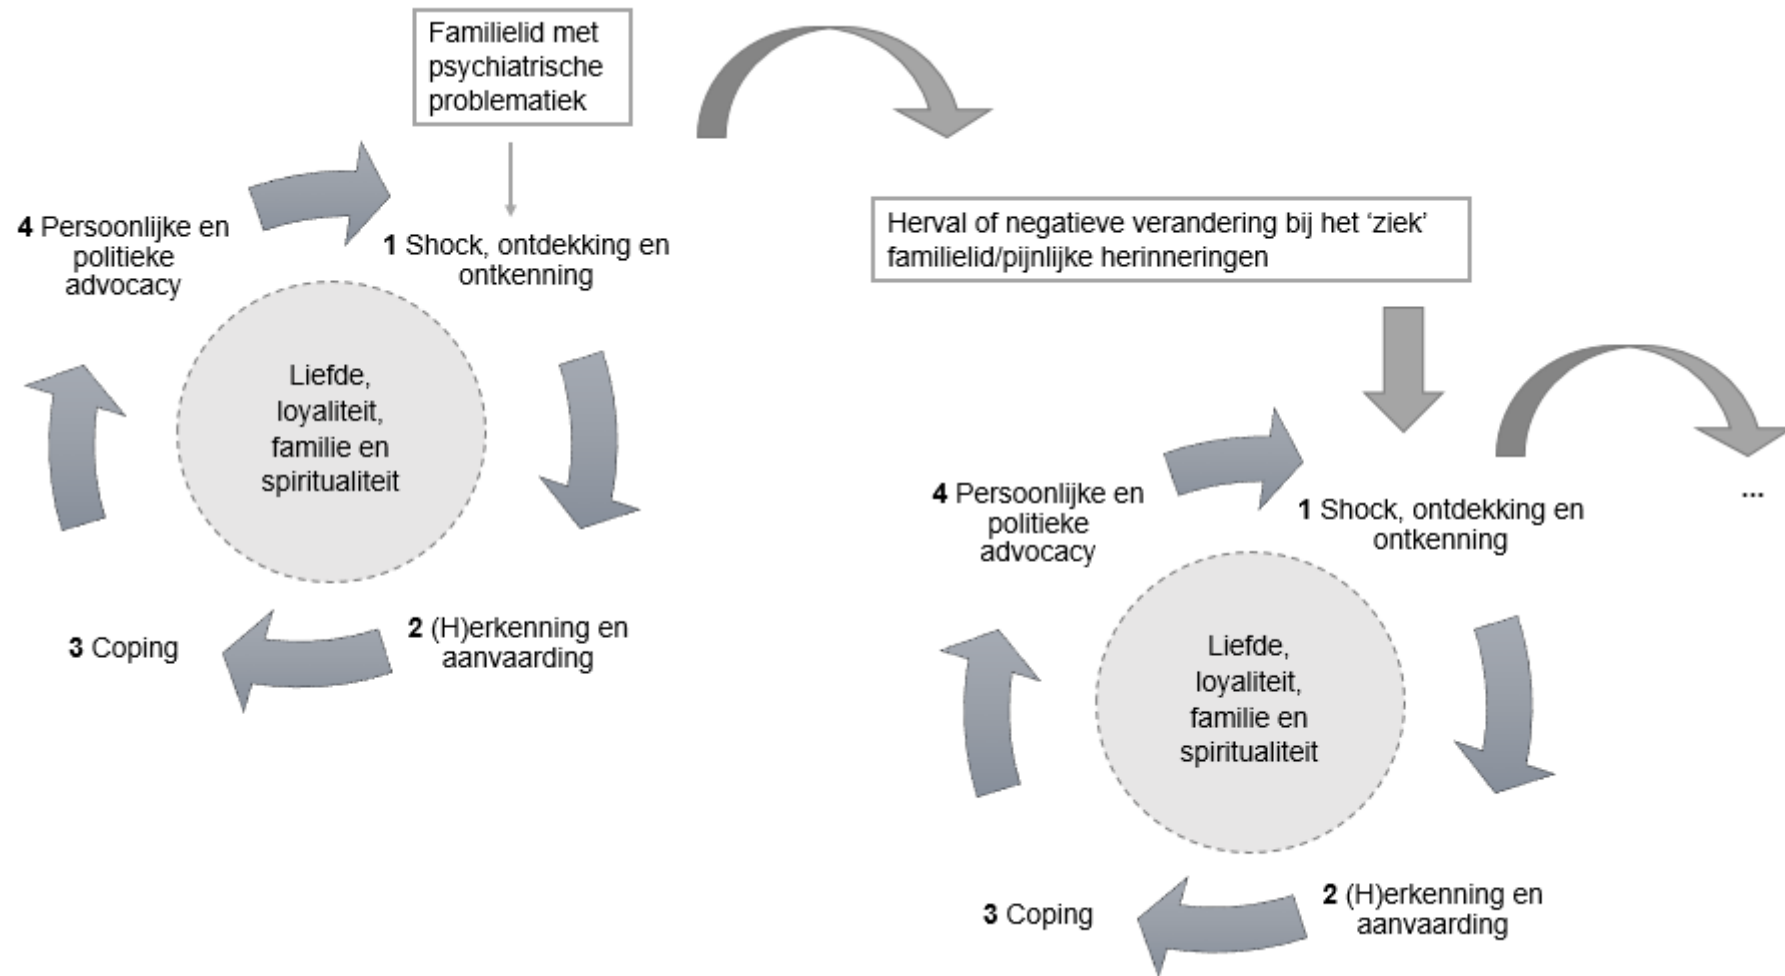 Familielid met
psychiatrische
problematiek
1 Shock, ontdekking en
ontkenning
2 (H)erkenning en
aanvaarding
3 Coping
4 Persoonlijke en
politieke
advocacy
Liefde,
loyaliteit,
familie en
spiritualiteit
Herval of negatieve verandering bij het ‘ziek’
familielid/pijnlijke herinneringen
1 Shock, ontdekking en
ontkenning
2 (H)erkenning en
aanvaarding
3 Coping
4 Persoonlijke en
politieke
advocacy
Liefde,
loyaliteit,
familie en
spiritualiteit
...